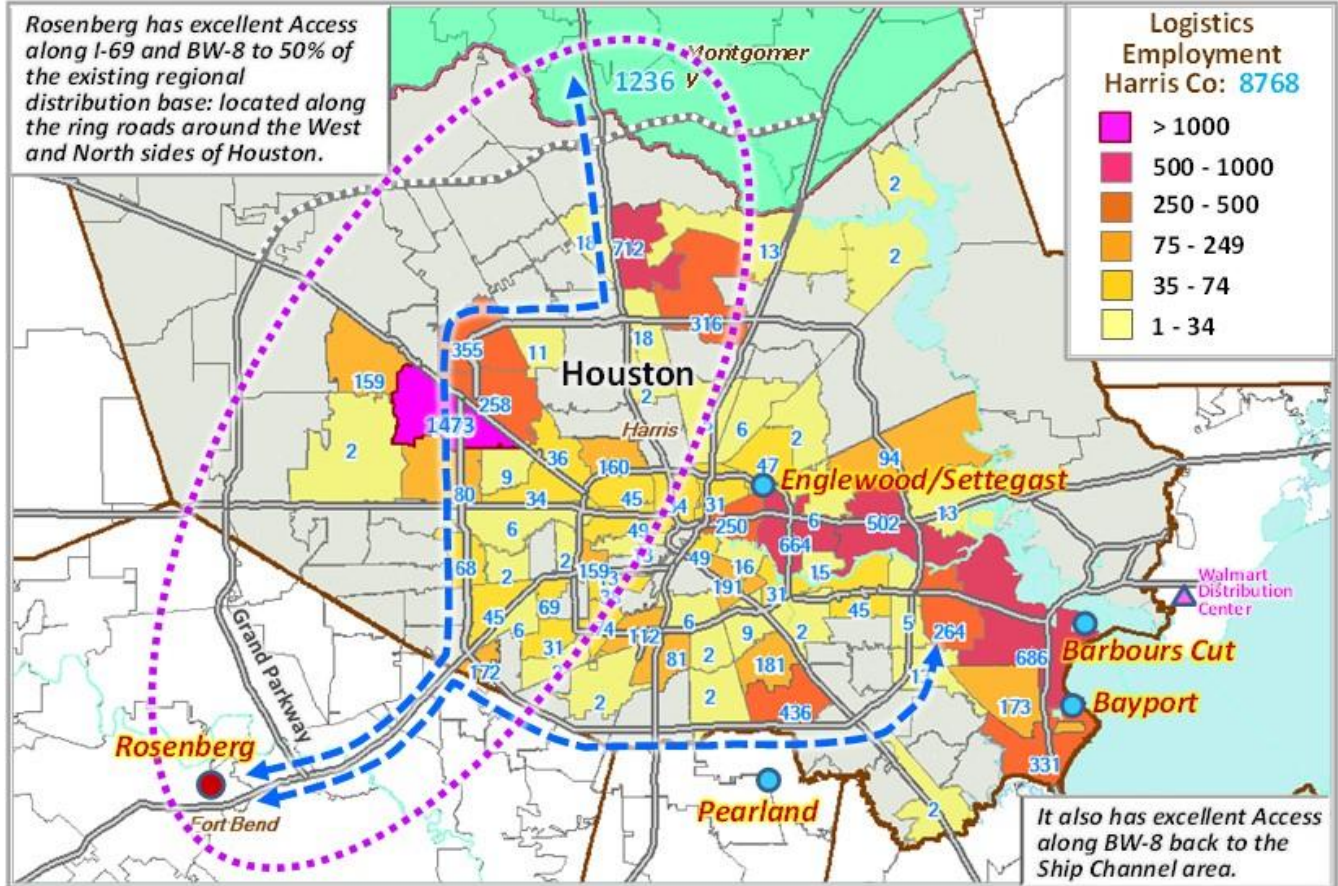 Rosenberg has excellent Access
along I-69 and BW-8 to 50% of
the existing regional
distribution base: located along
the ring roads around the West
and North sides of Houston.
Montgomer
y
1236
Logistics
Employment
Harris Co: 8768
> 1000
500 - 1000
250 - 500
75 - 249
35 - 74
1 - 34
2
18
712
13
2
316
355
11
18
Houston
159
258
2
1473
Harris
6
2
2
36
160
47
94
9
Englewood/Settegast
80
34
45
31
13
250
6
502
6
49
664
68
2
2
159
49
16
15
Walmart
Distribution
Center
191
31
45
69
45
6
4
112
6
9
2
5
264
Barbours Cut
31
686
172
81
2
181
2
2
436
173
Bayport
Grand Parkway
Rosenberg
331
Pearland
Fort Bend
2
It also has excellent Access
along BW-8 back to the
Ship Channel area.